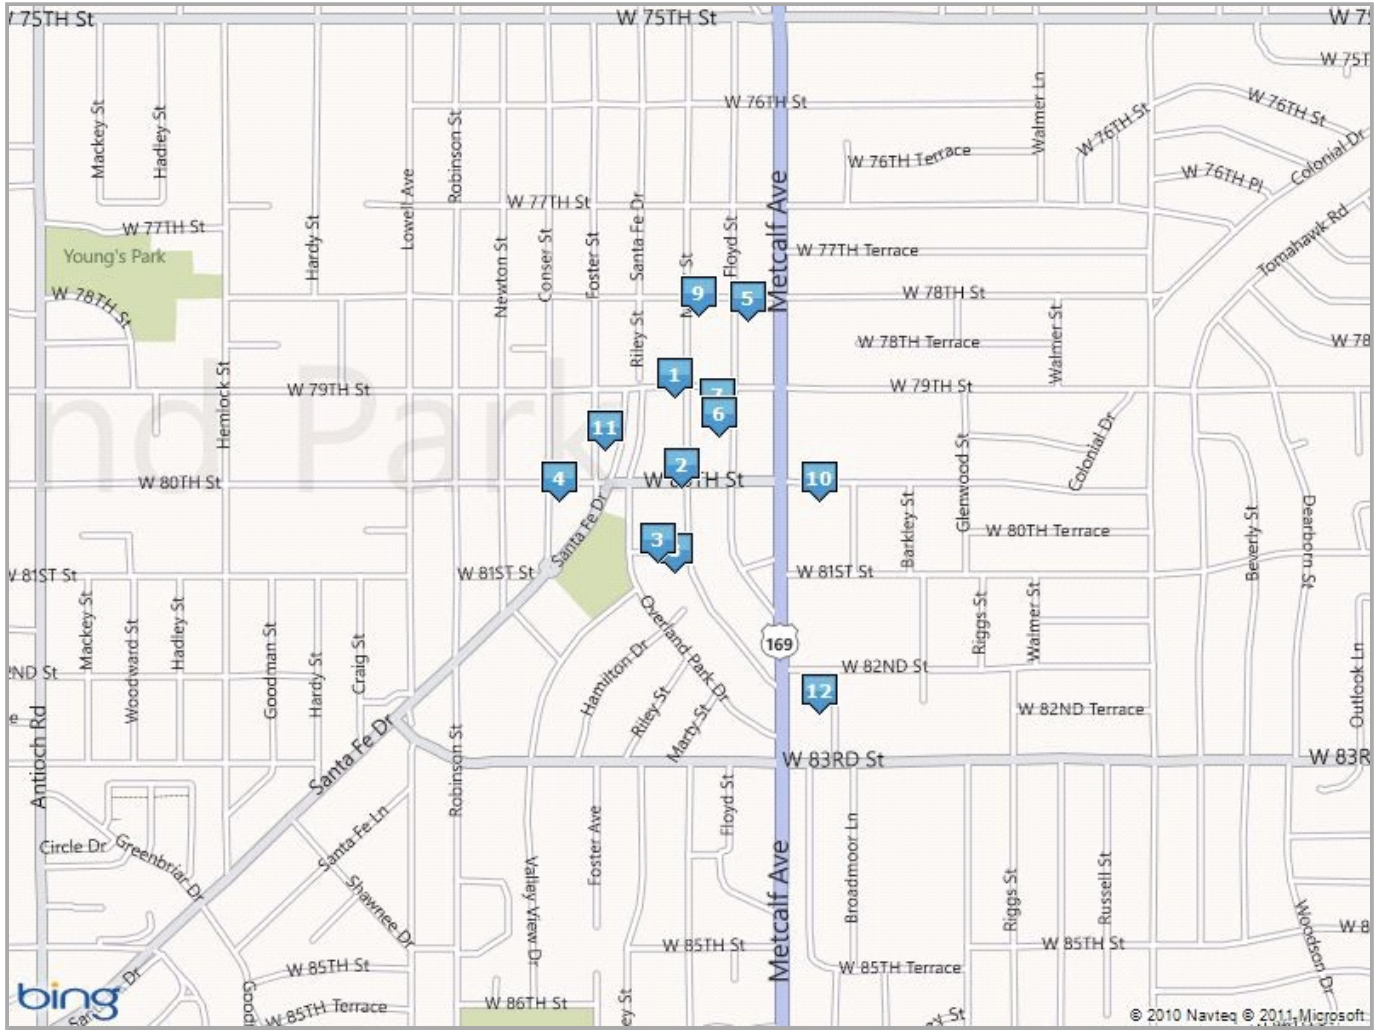 W 75TH St
W 75TH St
W 75
W 75T
W 76TH St
W 76TH St
W 76TH St
Colonial Dr
Mackey St
Hadley St
Robinson St
Walmer Ln
W 76TH Terrace
W 76TH Pl
Lowell Ave
W 77TH St
Santa Fe Dr
Metcalf Ave
W 77TH St
Hardy St
Newton St
Conser St
Foster St
St
Floyd St
W 77TH Terrace
Tomahawk Rd
Young's Park
W 78TH St
9
5
W 78TH St
Riley St
W 78TH Terrace
Walmer St
W 78
nd Park
Hemlock St
W 79TH St
1
7
6
W 79TH St
11
Glenwood St
Colonial Dr
W 80TH St
4
2
W 80TH St
10
Santa Fe Dr
Barkley St
W 80TH Terrace
Beverly St
Dearborn St
3
W 81ST St
W 81ST St
W 81ST St
Mackey St
Woodward St
Hadley St
Goodman St
Hardy St
Craig St
Overland Park Dr
Hamilton Dr
Riley St
Marty St
169
Riggs St
Walmer St
2ND St
W 82ND St
12
W 82ND Terrace
Outlook Ln
Antioch Rd
Santa Fe Dr
Robinson St
W 83RD St
W 83R
Floyd St
Circle Dr
Greenbriar Dr
Santa Fe Ln
Shawnee Dr
Valley View Dr
Foster Ave
Metcalf Ave
Broadmoor Ln
Riggs St
Russell St
Woodson Dr
W 85TH St
W 85TH St
W 8
W 85TH St
W 85TH Terrace
W 85TH Terrace
W 86TH St
ey St
y St
bing
© 2010 Navteq © 2011 Microsoft